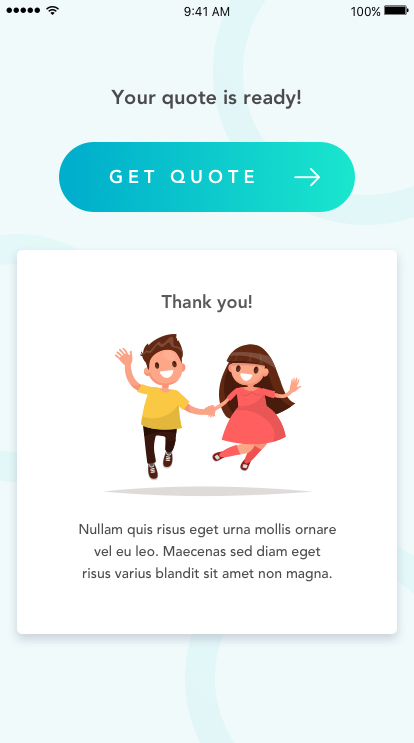 9:41 AM 100%
Your quote is ready!
GET QUOTE
Thank you!
Nullam quis risus eget urna mollis ornare
vel eu leo. Maecenas sed diam eget
risus varius blandit sit amet non magna.